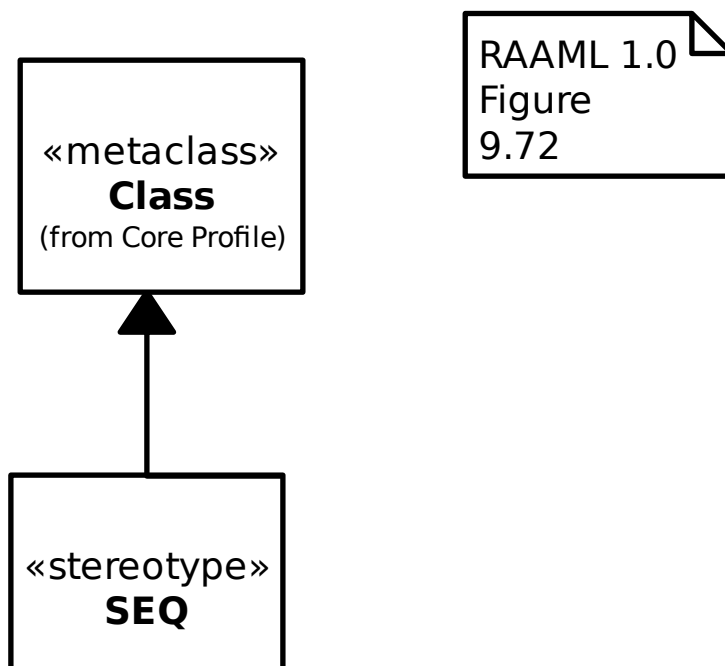 «metaclass»
Class
(from Core Profile)
RAAML 1.0
Figure
9.72
«stereotype»
SEQ